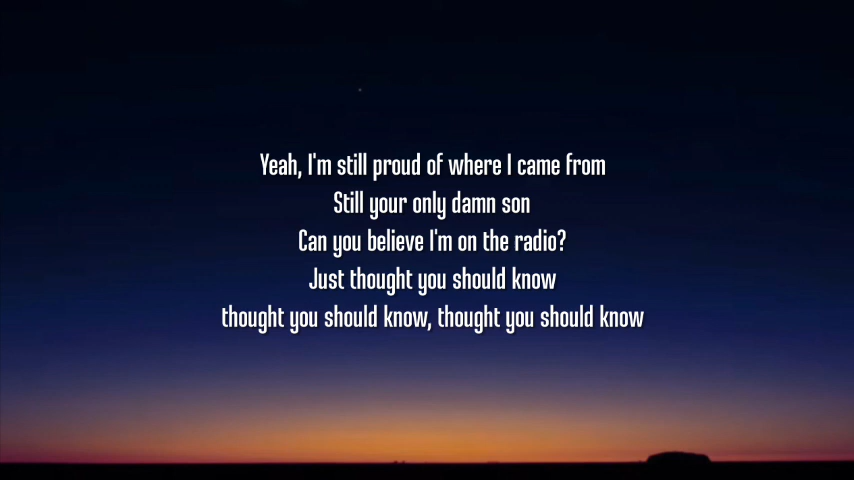 Yeah, I'm still proud of where I came from
Still your only damn son
Can you believe I'm on the radio?
Just thought you should know
thought you should know, thought you should know